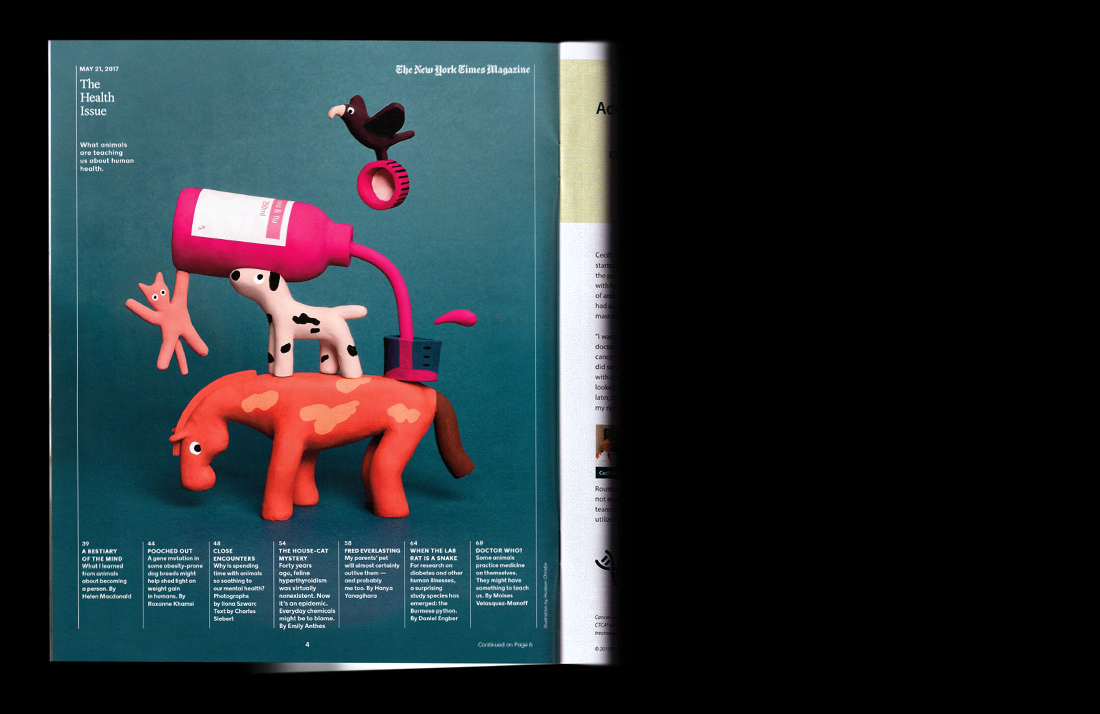 MAY 21, 2017
The New York Times Magazine
The
Health
Issue
What animals
are teaching
us about human
health.
39
A BESTIARY
OF THE MIND
What I learned
from animals
about becoming
a person. By
Helen Macdonald
44
POOCHED OUT
A gene mutation in
some obesity-prone
dog breeds might
help shed light on
weight gain
in humans. By
Roxanne Khamsi
48
CLOSE
ENCOUNTERS
Why is spending
time with animals
so soothing to
our mental health?
Photographs
by Ilona Szwarc
Text by Charles
Siebert
54
THE HOUSE-CAT
MYSTERY
Forty years
ago, feline
hyperthyroidism
was virtually
nonexistent. Now
it's an epidemic.
Everyday chemicals
might be to blame.
By Emily Anthes
58
FRED EVERLASTING
My parents' pet
will almost certainly
outlive them —
and probably
me too. By Hanya
Yanagihara
64
WHEN THE LAB
RAT IS A SNAKE
For research on
diabetes and other
human illnesses,
a surprising
study species has
emerged: the
Burmese python.
By Daniel Engber
68
DOCTOR WHO?
Some animals
practice medicine
on themselves.
They might have
something to teach
us. By Moises
Velasquez-Manoff
4
Continued on Page 6
"I was